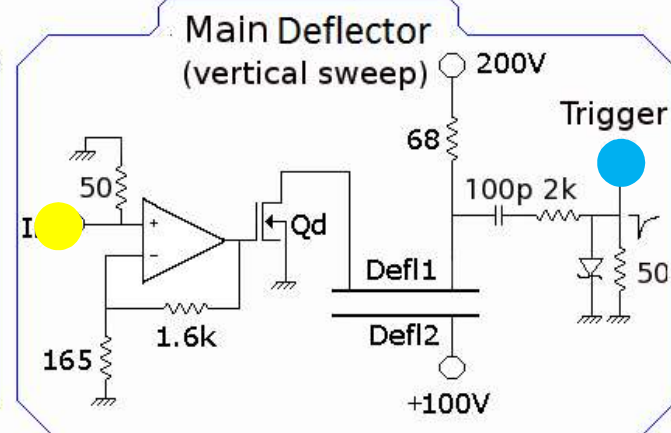 Main Deflector
(vertical sweep)
200V
Trigger
68
50
100p 2k
+
Qd
-
Defl1
50
1.6k
Defl2
165
+100V